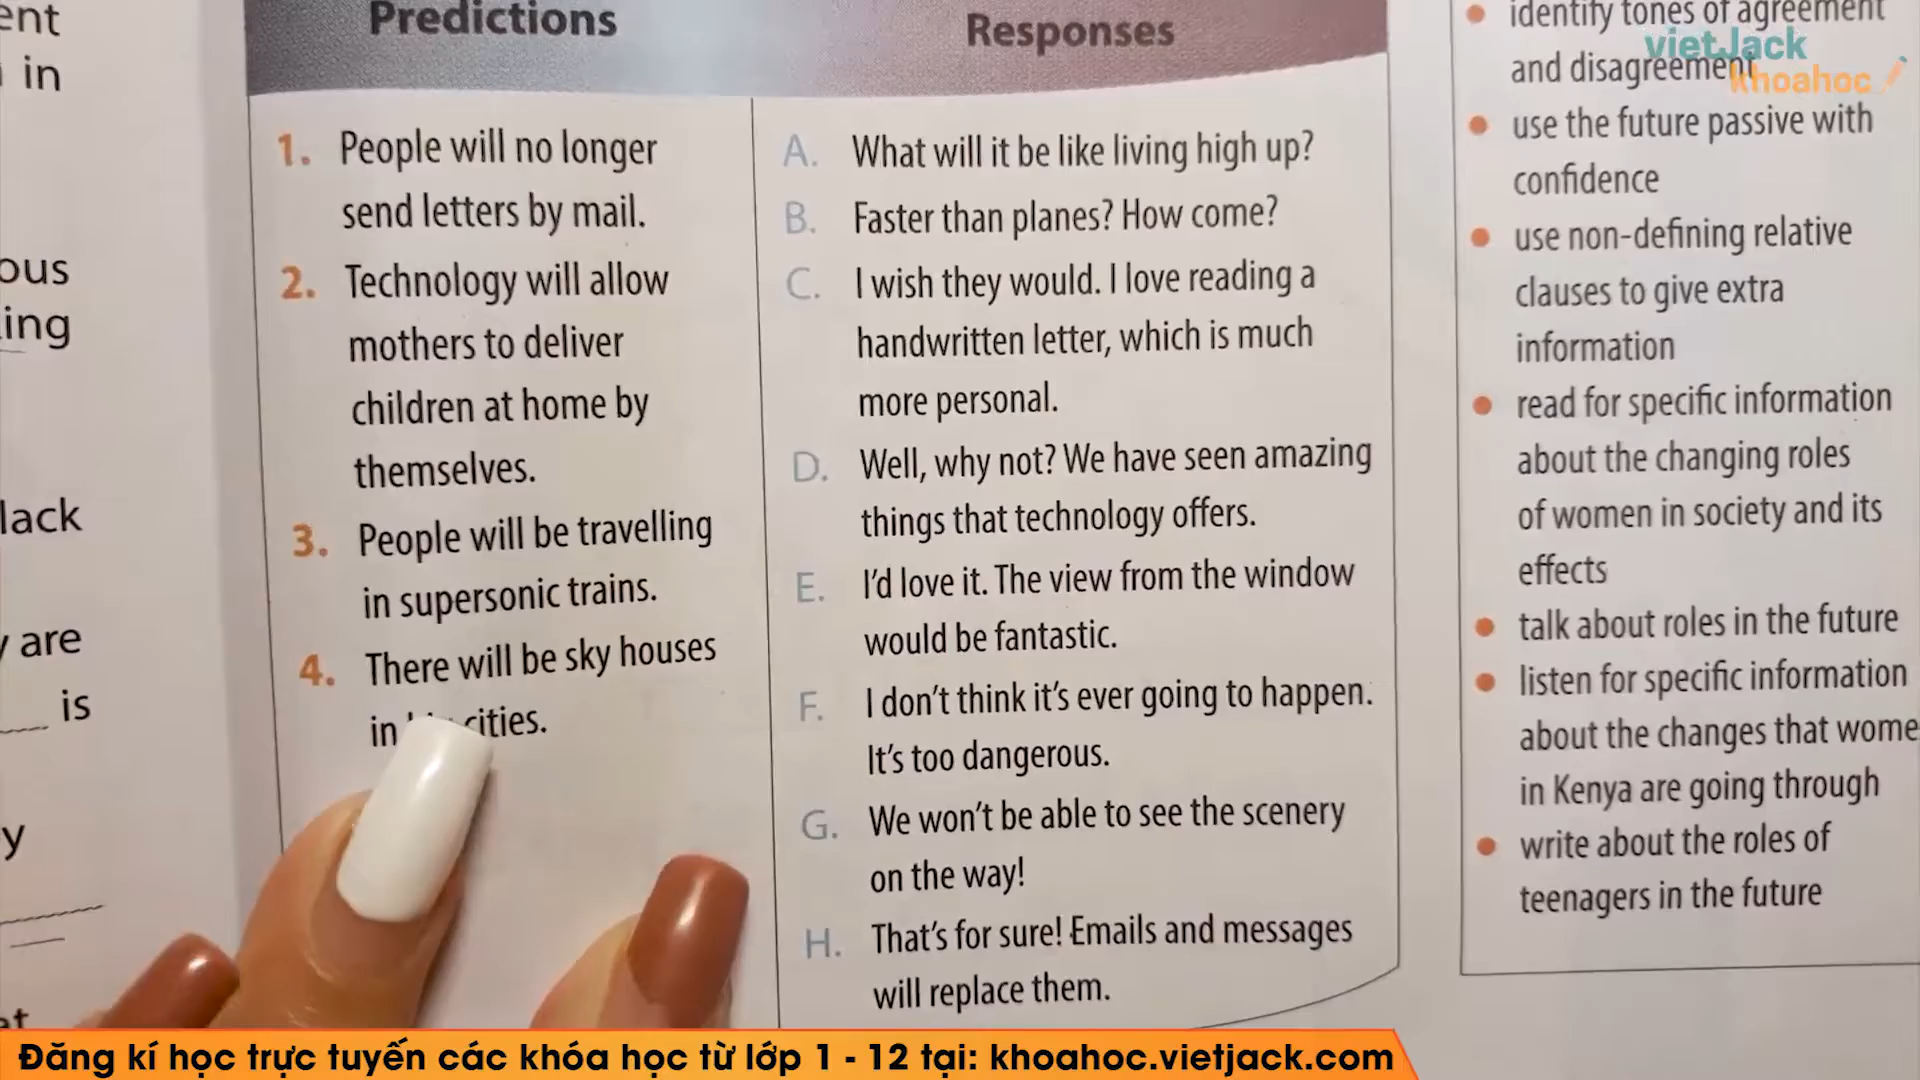 ent
in
ous
ing
lack
are
is
y
at
Predictions
1. People will no longer
send letters by mail.
2. Technology will allow
mothers to deliver
children at home by
themselves.
3. People will be travelling
in supersonic trains.
4. There will be sky houses
in cities.
Responses
A. What will it be like living high up?
B. Faster than planes? How come?
C. I wish they would. I love reading a
handwritten letter, which is much
more personal.
D. Well, why not? We have seen amazing
things that technology offers.
E. I'd love it. The view from the window
would be fantastic.
F. I don't think it's ever going to happen.
It's too dangerous.
G. We won't be able to see the scenery
on the way!
H. That's for sure! Emails and messages
will replace them.
• identify tones of agreement
and disagreement
• use the future passive with
confidence
• use non-defining relative
clauses to give extra
information
• read for specific information
about the changing roles
of women in society and its
effects
• talk about roles in the future
• listen for specific information
about the changes that wome
in Kenya are going through
• write about the roles of
teenagers in the future
vietJack
khoahoc
Đăng kí học trực tuyến các khóa học từ lớp 1 - 12 tại: khoahoc.vietjack.com